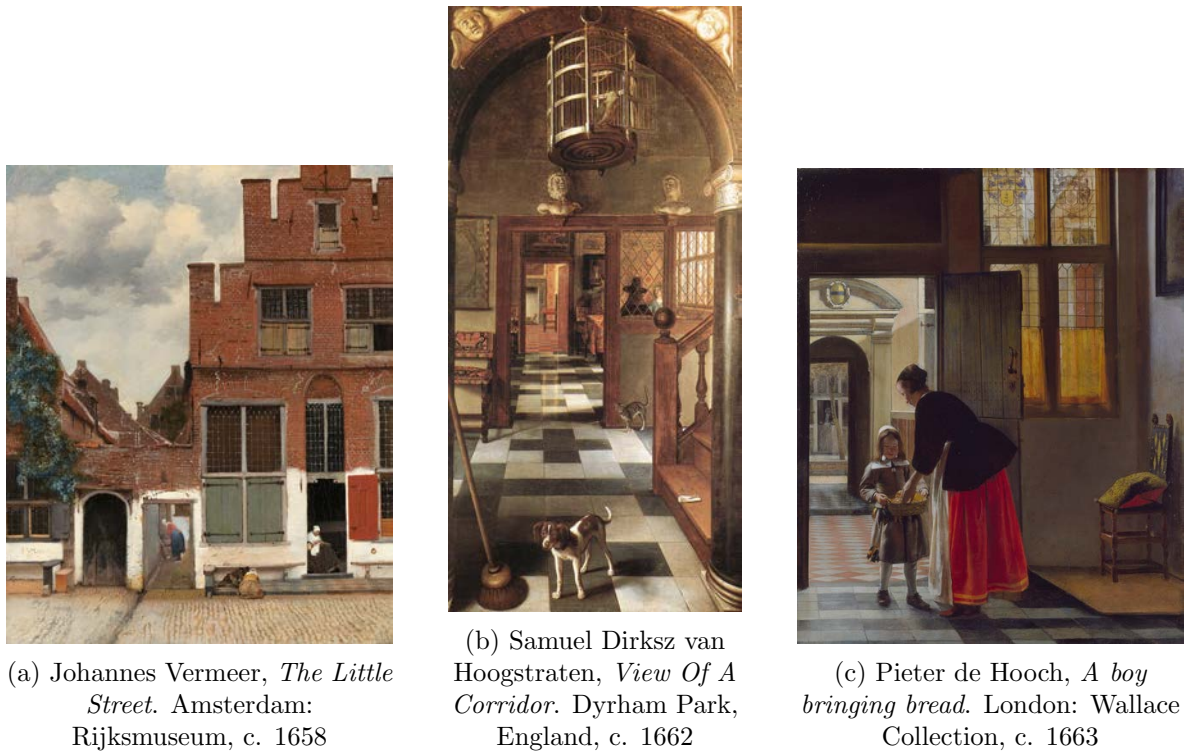 (a) Johannes Vermeer, The Little
Street. Amsterdam:
Rijksmuseum, c. 1658
(b) Samuel Dirksz van
Hoogstraten, View Of A
Corridor. Dyrham Park,
England, c. 1662
(c) Pieter de Hooch, A boy
bringing bread. London: Wallace
Collection, c. 1663